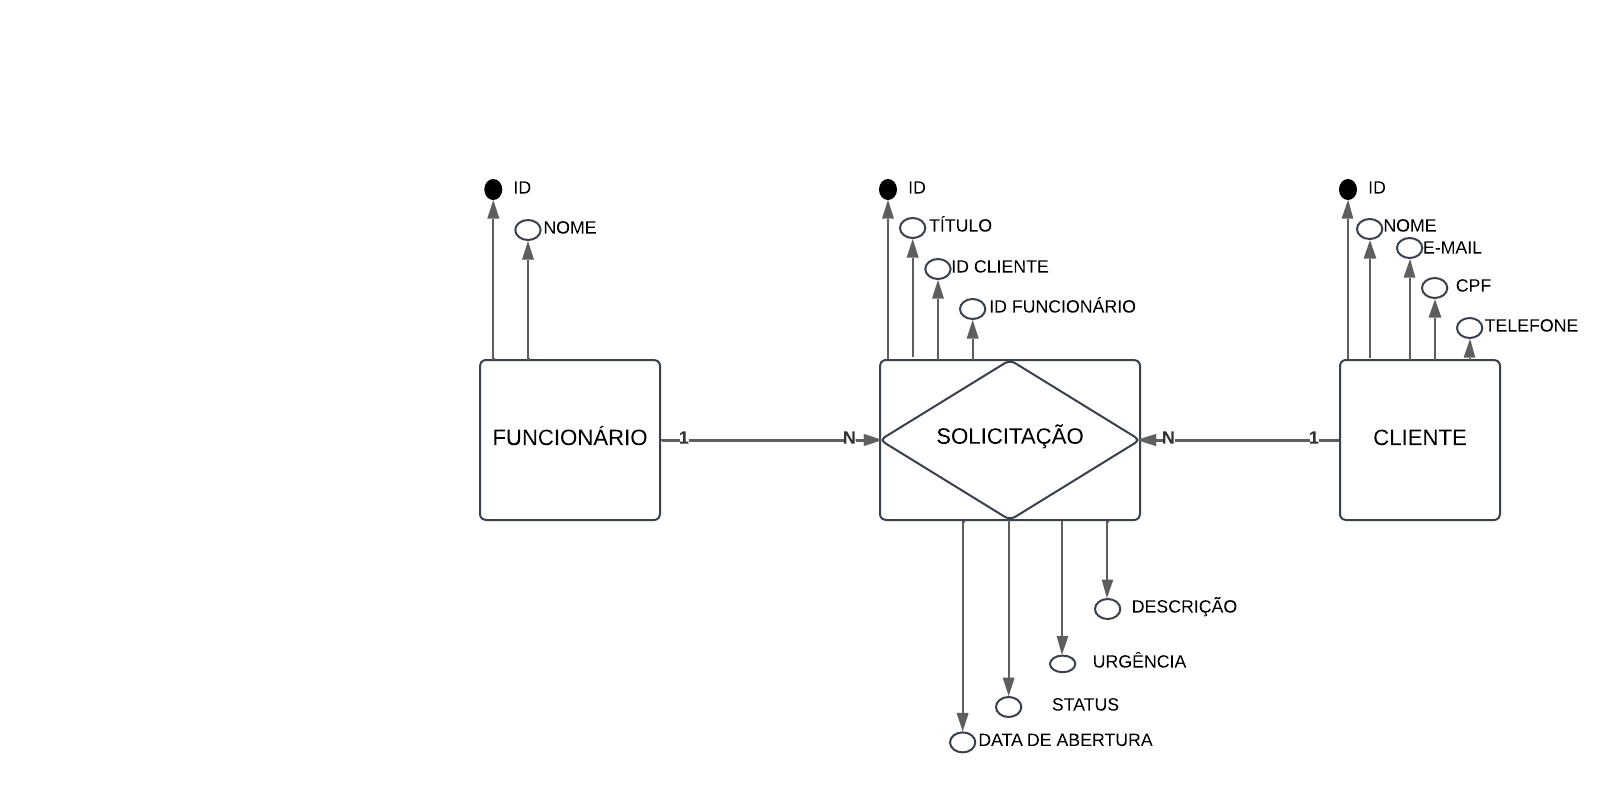 ID
NOME
FUNCIONÁRIO
1
N
ID
TÍTULO
ID CLIENTE
ID FUNCIONÁRIO
SOLICITAÇÃO
DESCRIÇÃO
URGÊNCIA
STATUS
DATA DE ABERTURA
N
1
ID
NOME
E-MAIL
CPF
TELEFONE
CLIENTE